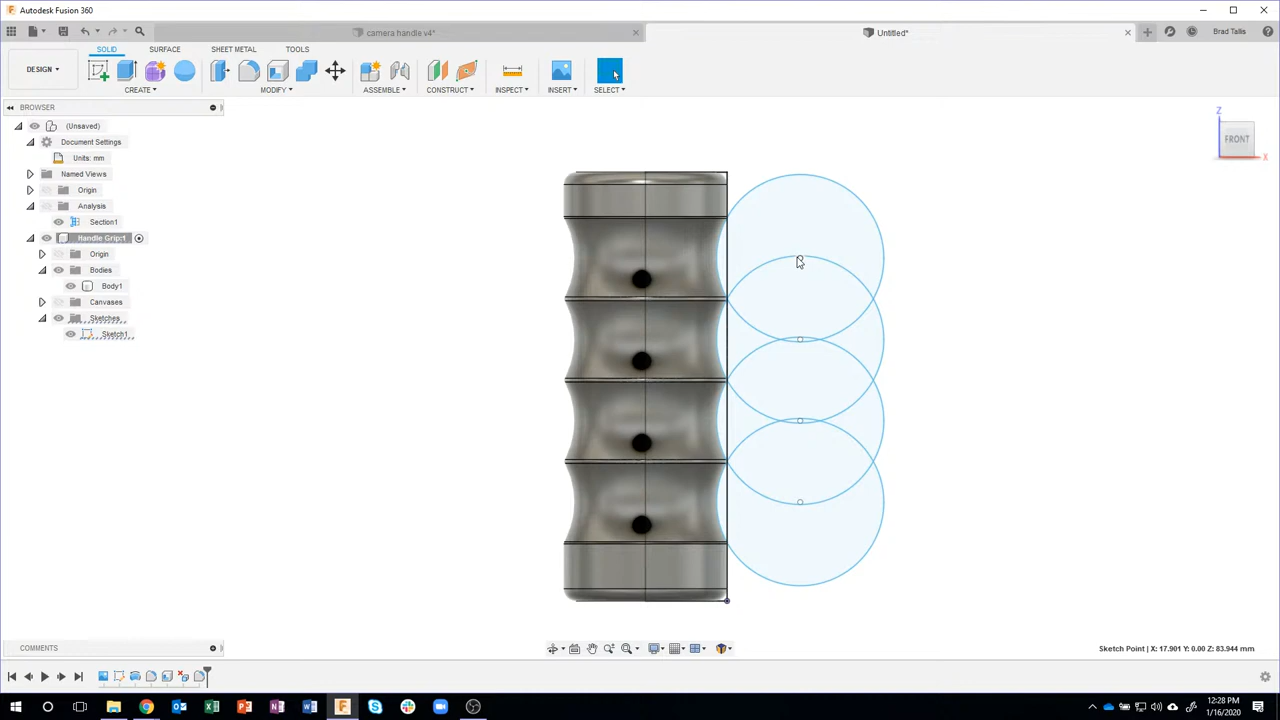 Autodesk Fusion 360
camera handle v4*
Untitled*
Brad Tallis
DESIGN
SOLID
SURFACE
SHEET METAL
TOOLS
CREATE
MODIFY
ASSEMBLE
CONSTRUCT
INSPECT
INSERT
SELECT
BROWSER
(Unsaved)
Document Settings
Units: mm
Named Views
Origin
Analysis
Section1
Handle Grip:1
Origin
Bodies
Body1
Canvases
Sketches
Sketch1
Z
FRONT
X
COMMENTS
Sketch Point | X: 17.901 Y: 0.00 Z: 83.944 mm
12:28 PM
1/16/2020